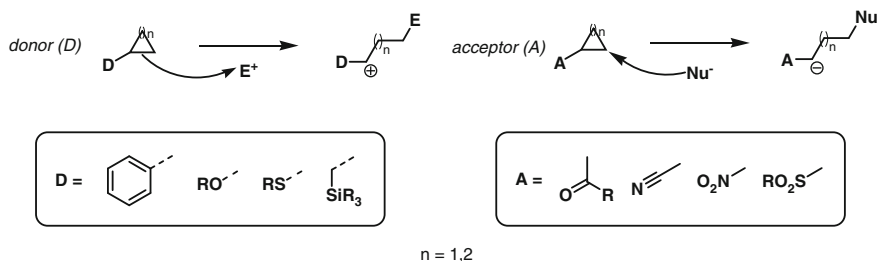 donor (D)
( )n
D
E⁺
E
( )n
D
⊕
acceptor (A)
( )n
A
Nu⁻
Nu
( )n
A
⊖
D =
RO
RS
SiR₃
A =
O
R
N
O₂N
RO₂S
n = 1,2